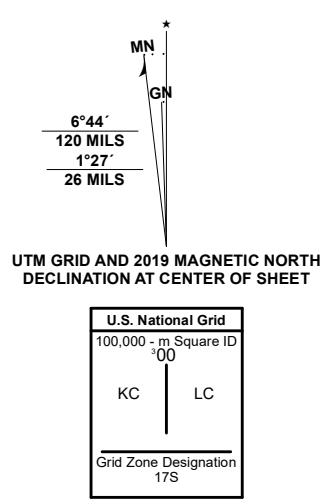 ★
MN
GN
6°44´
120 MILS
1°27´
26 MILS
UTM GRID AND 2019 MAGNETIC NORTH
DECLINATION AT CENTER OF SHEET
U.S. National Grid
100,000 - m Square ID
³00
KC LC
Grid Zone Designation
17S